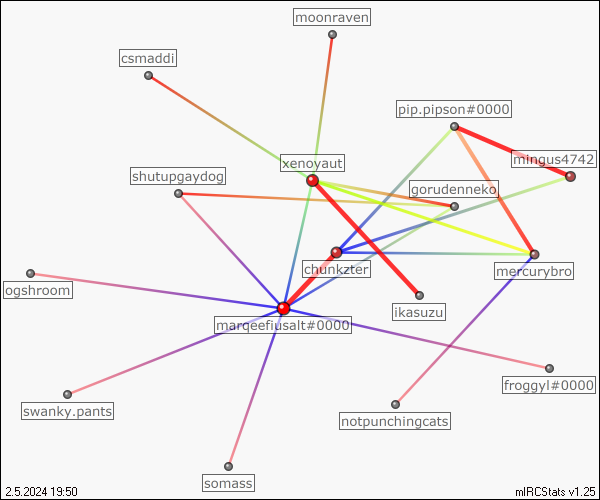 moonraven
csmaddi
pip.pipson#0000
xenoyaut
mingus4742
shutupgaydog
gorudenneko
chunkzter
mercurybro
ogshroom
ikasuzu
marqeefiusalt#0000
froggyl#0000
swanky.pants
notpunchingcats
somass
2.5.2024 19:50
mIRCStats v1.25